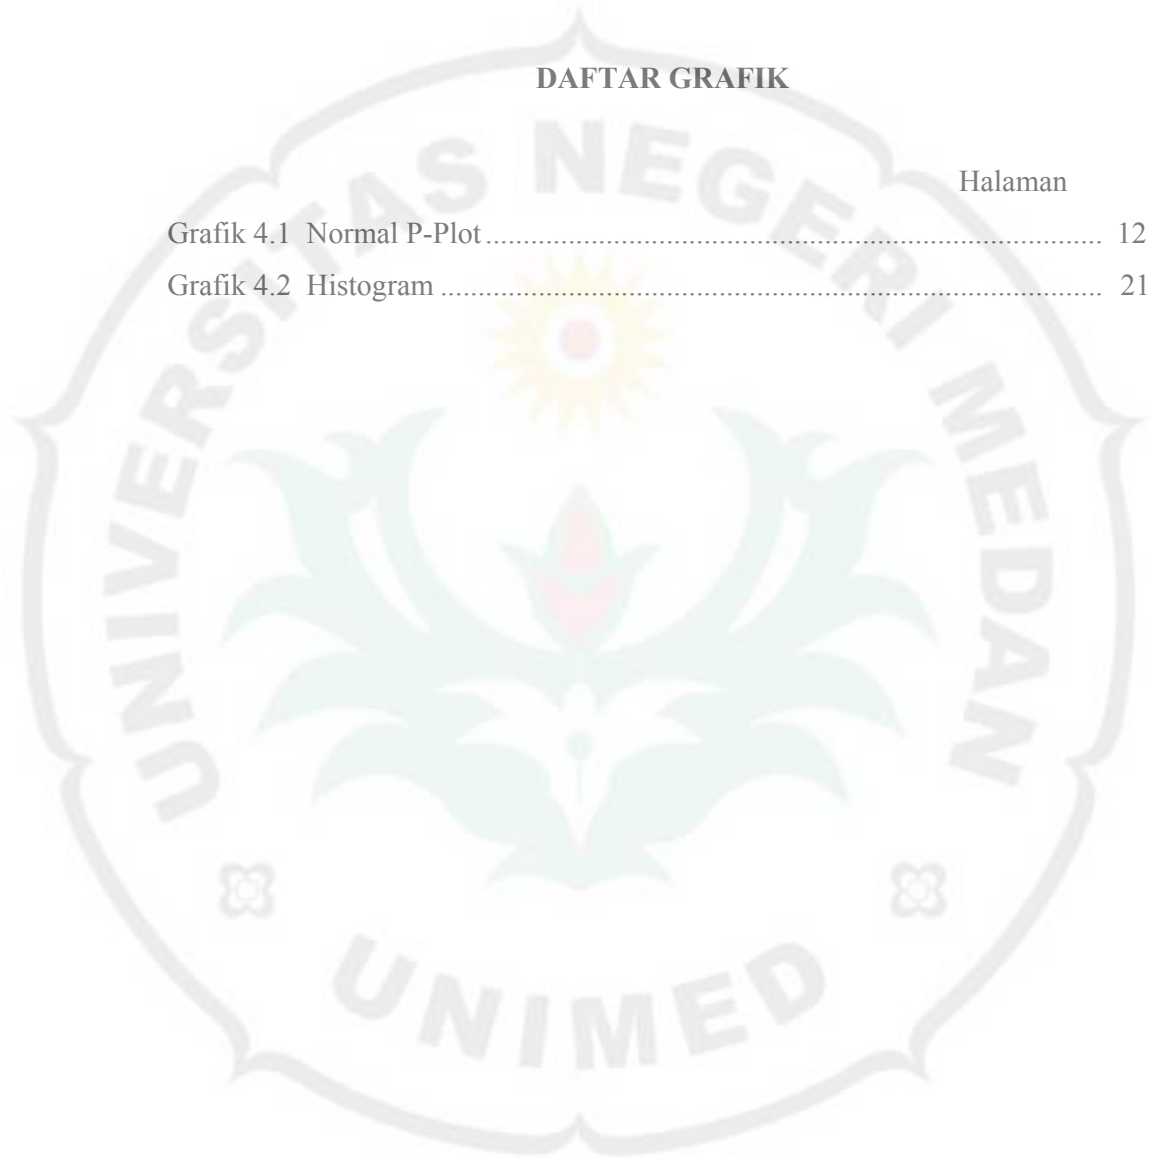 DAFTAR GRAFIK
Halaman
Grafik 4.1 Normal P-Plot .................................................................................. 12
Grafik 4.2 Histogram ........................................................................................ 21
UNIVERSITAS NEGERI MEDAN
UNIMED